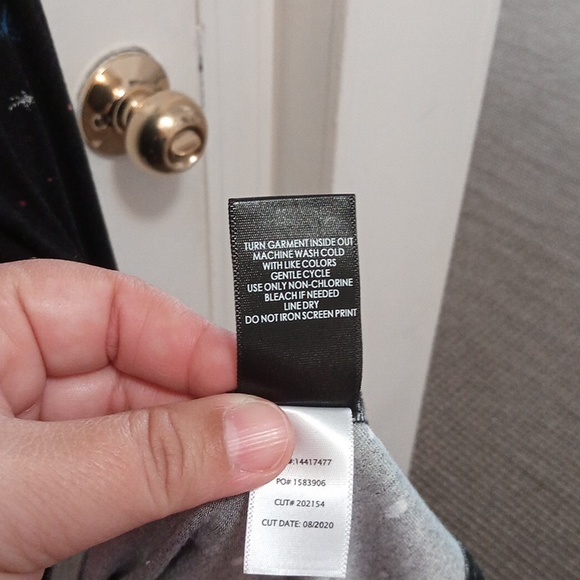 TURN GARMENT INSIDE OUT
MACHINE WASH COLD
WITH LIKE COLORS
GENTLE CYCLE
USE ONLY NON-CHLORINE
BLEACH IF NEEDED
LINE DRY
DO NOT IRON SCREEN PRINT
#:14417477
PO# 1583906
CUT# 202154
CUT DATE: 08/2020